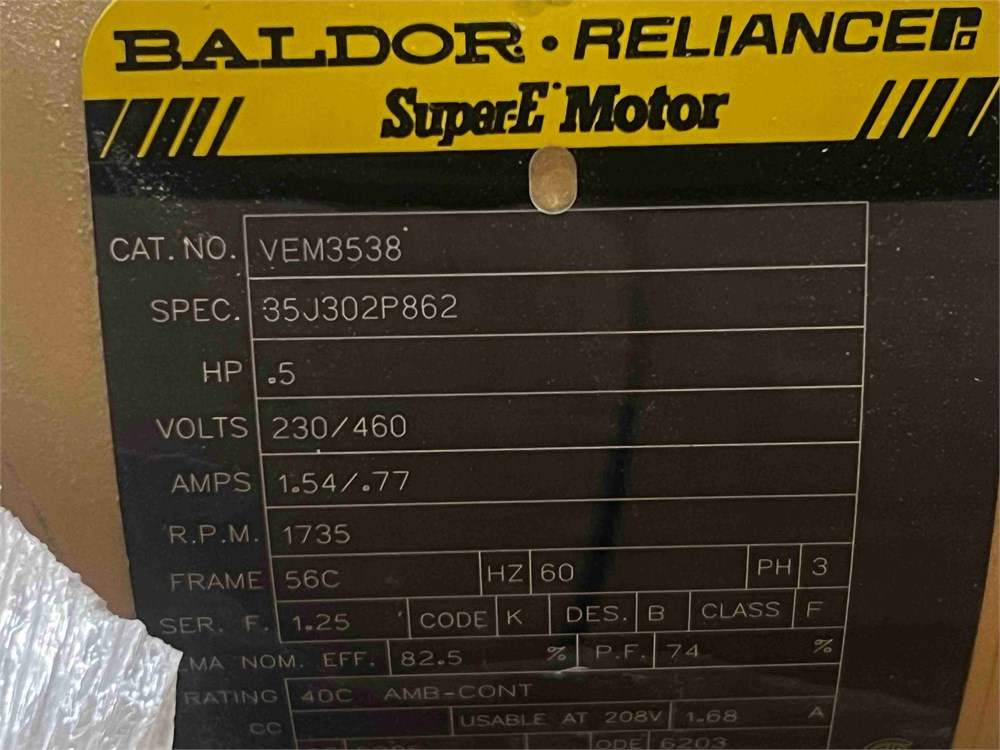 BALDOR · RELIANCE
Super-E Motor
CAT. NO. VEM3538
SPEC. 35J302P862
HP .5
VOLTS 230/460
AMPS 1.54/.77
R.P.M. 1735
FRAME 56C HZ 60 PH 3
SER. F. 1.25 CODE K DES. B CLASS F
NOM. EFF. 82.5 % P.F. 74 %
RATING 40C AMB-CONT
CC USABLE AT 208V 1.68 A
ODE 6203